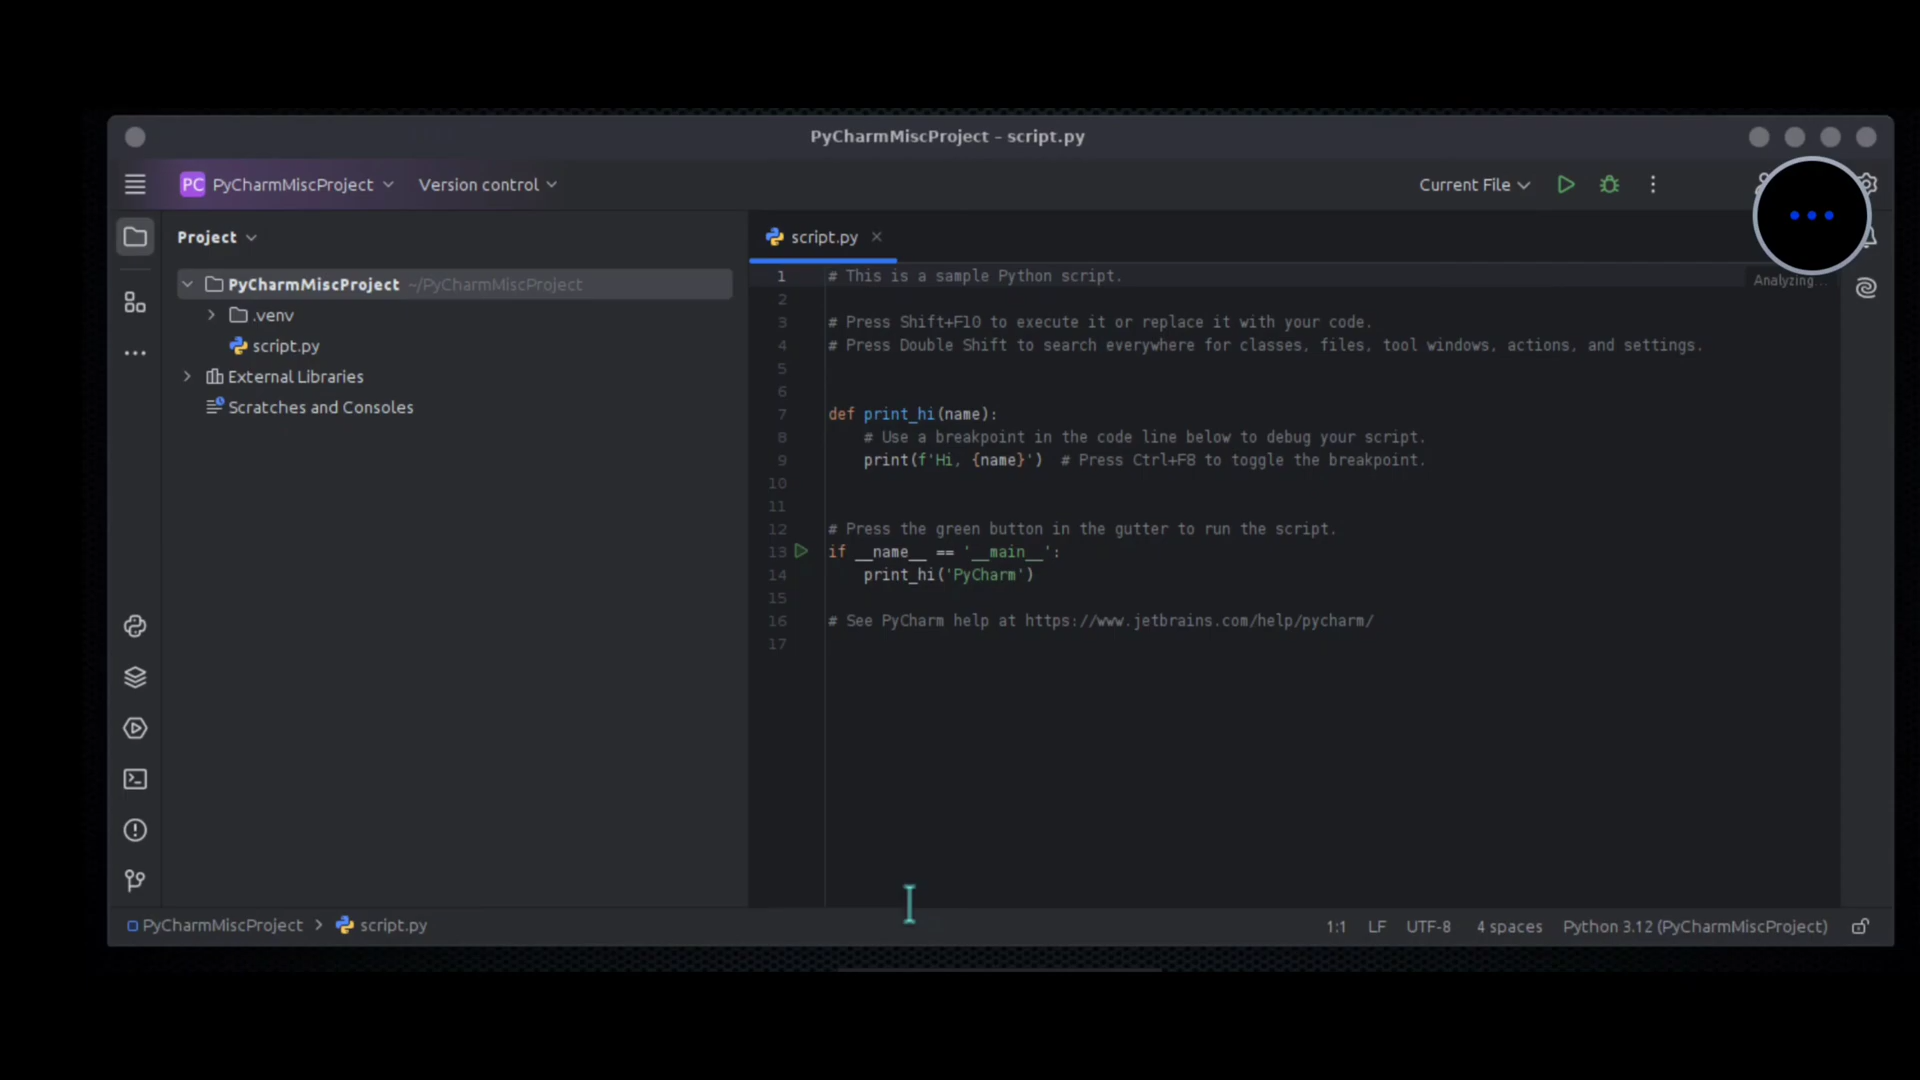 PyCharmMiscProject – script.py
PC PyCharmMiscProject
Version control
Current File
Project
script.py
PyCharmMiscProject ~/PyCharmMiscProject
.venv
script.py
External Libraries
Scratches and Consoles
Analyzing...
1 # This is a sample Python script.
2
3 # Press Shift+F10 to execute it or replace it with your code.
4 # Press Double Shift to search everywhere for classes, files, tool windows, actions, and settings.
5
6
7 def print_hi(name):
8     # Use a breakpoint in the code line below to debug your script.
9     print(f'Hi, {name}')  # Press Ctrl+F8 to toggle the breakpoint.
10
11
12 # Press the green button in the gutter to run the script.
13 if __name__ == '__main__':
14     print_hi('PyCharm')
15
16 # See PyCharm help at https://www.jetbrains.com/help/pycharm/
17
PyCharmMiscProject > script.py
1:1 LF UTF-8 4 spaces Python 3.12 (PyCharmMiscProject)